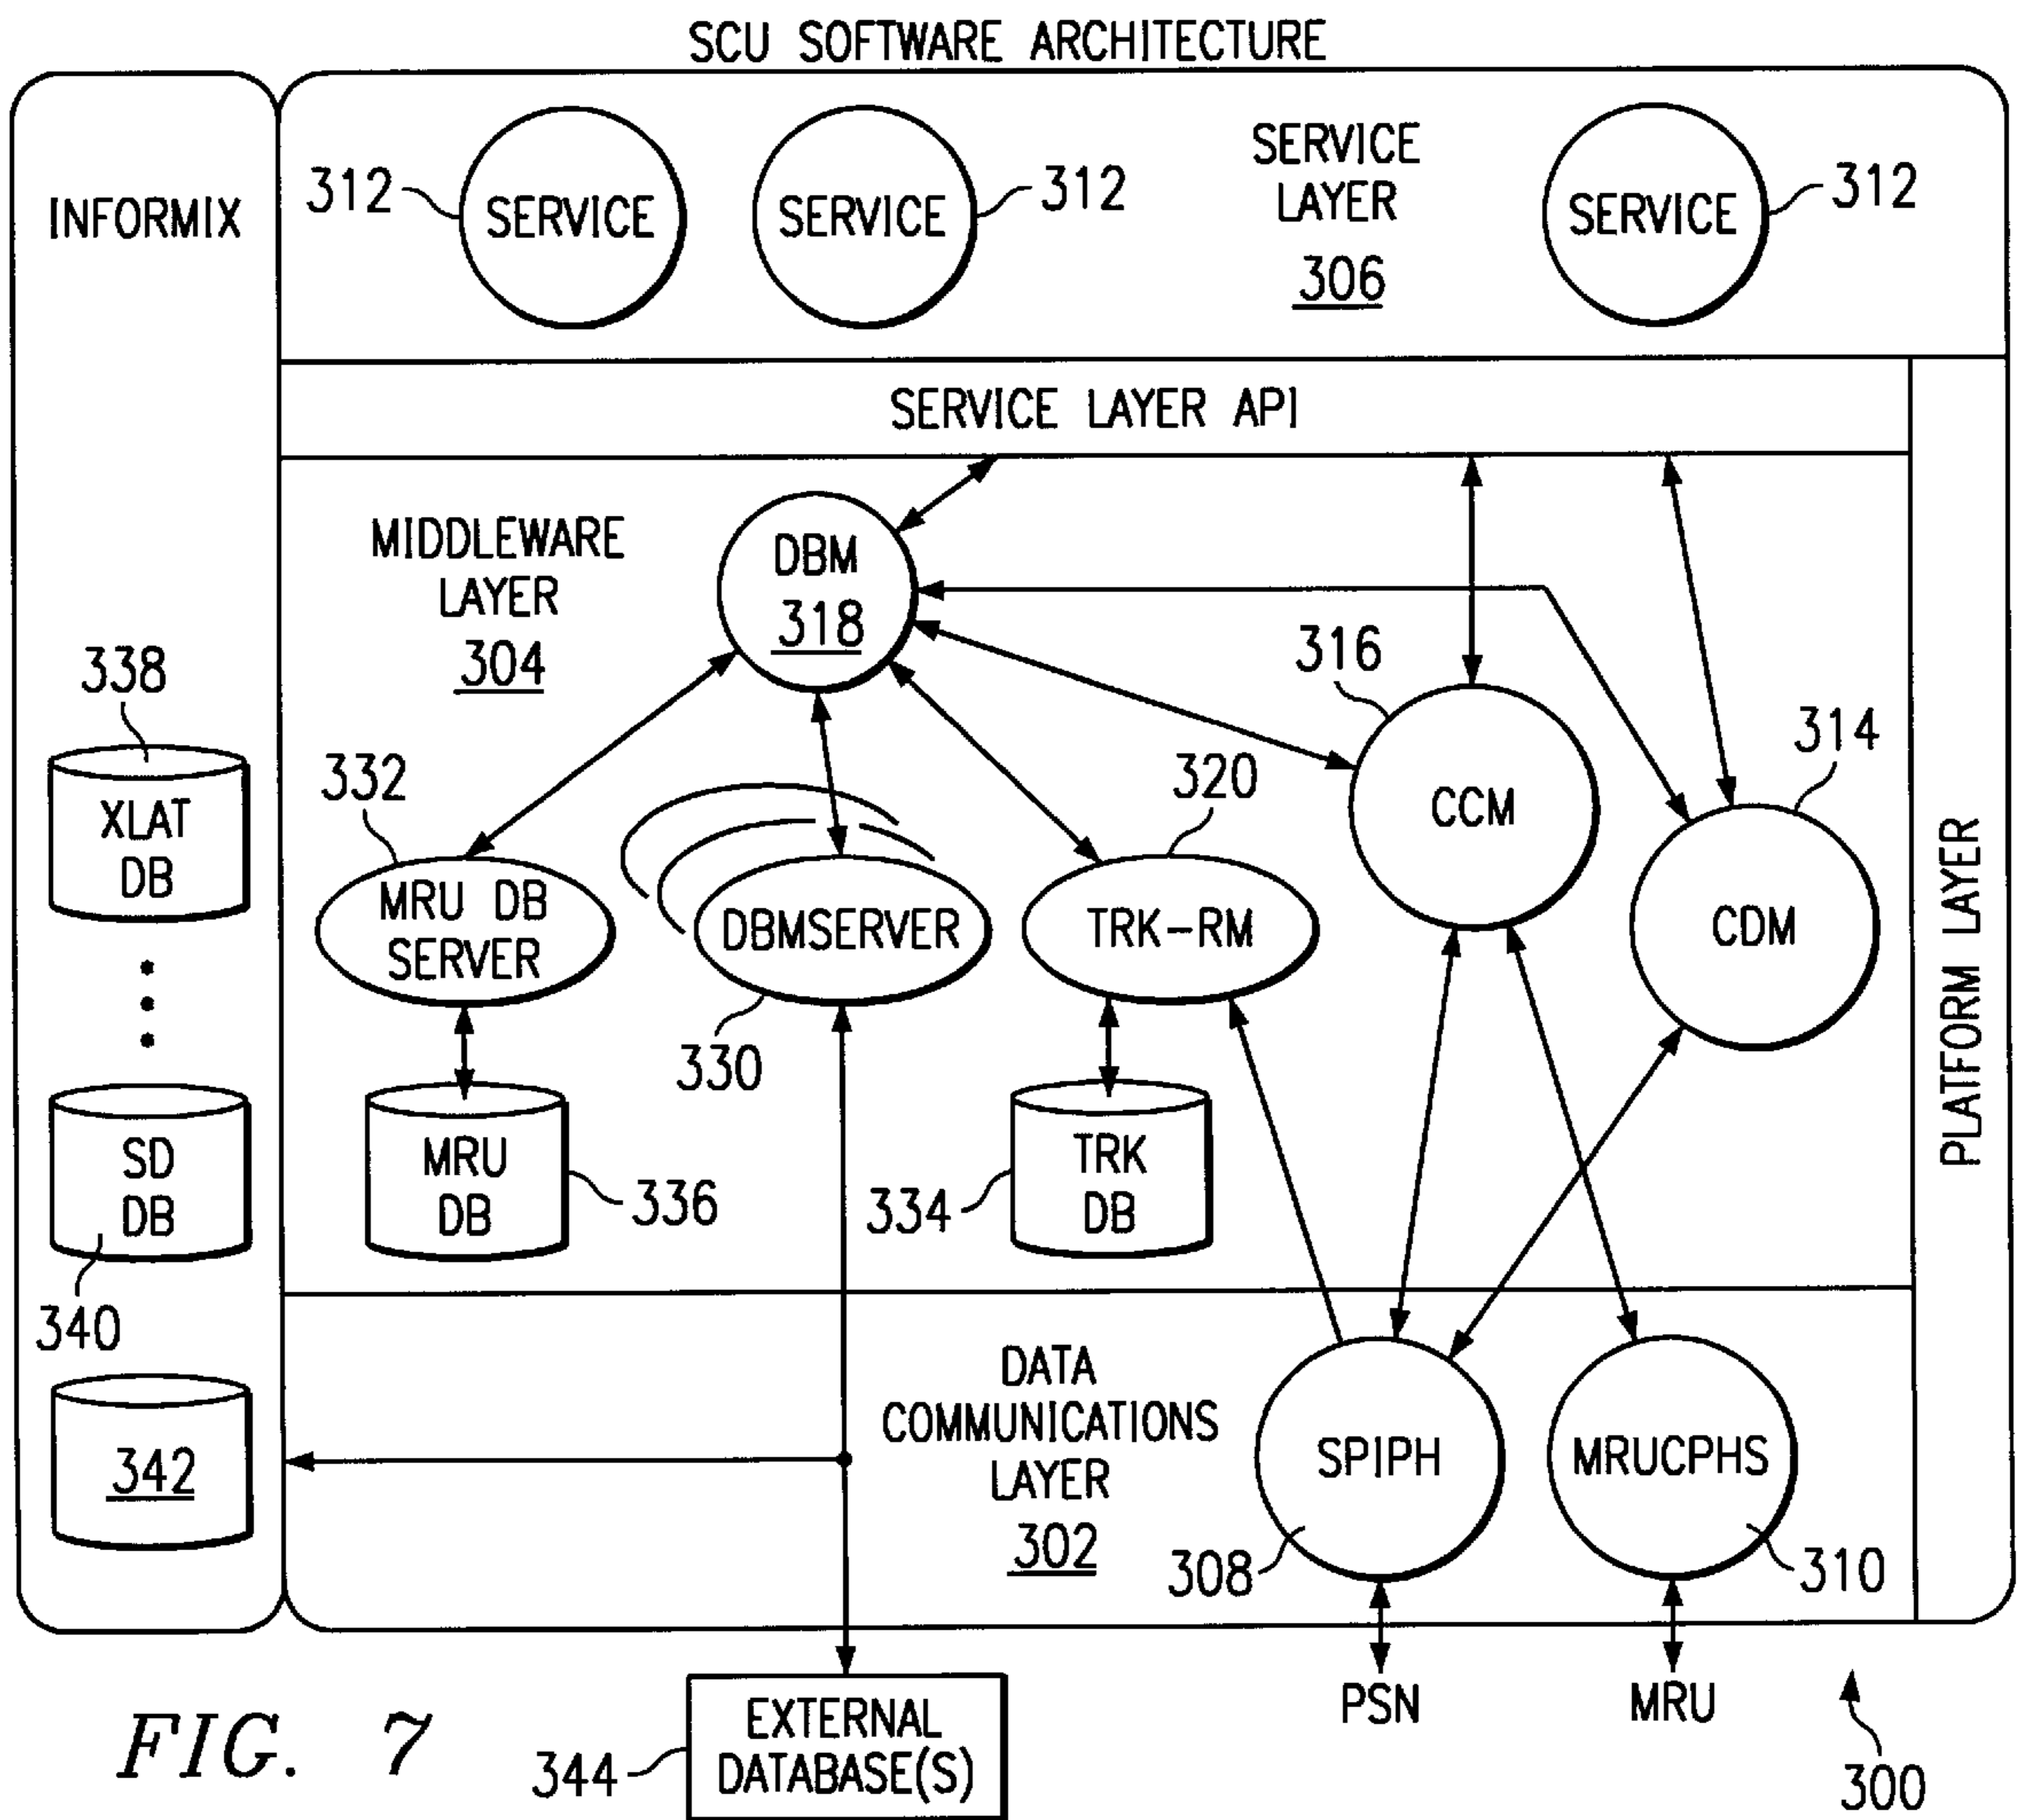 SCU SOFTWARE ARCHITECTURE
INFORMIX
312
SERVICE
SERVICE
312
SERVICE
LAYER
306
SERVICE
312
SERVICE LAYER API
MIDDLEWARE
LAYER
304
DBM
318
316
314
338
XLAT
DB
332
320
CCM
CDM
MRU DB
SERVER
DBMSERVER
TRK-RM
330
PLATFORM LAYER
SD
DB
340
MRU
DB
336
334
TRK
DB
342
DATA
COMMUNICATIONS
LAYER
302
SPIPH
308
MRUCPHS
310
PSN
MRU
300
EXTERNAL
DATABASE(S)
344
FIG. 7